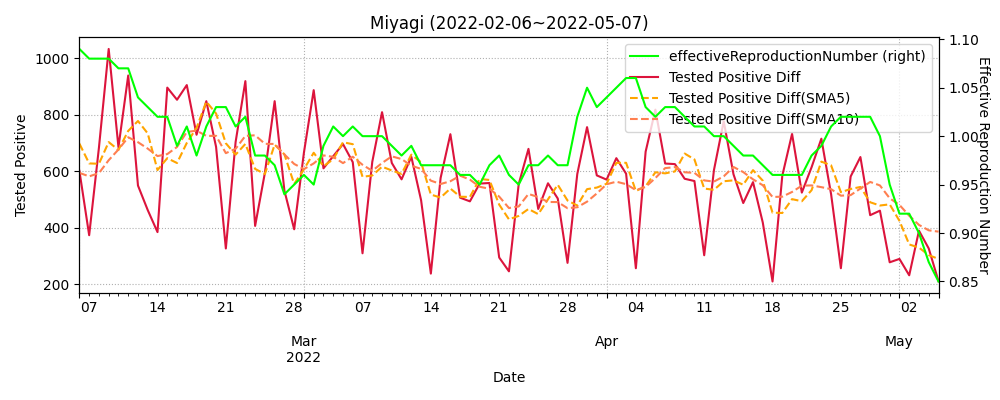 Miyagi (2022-02-06~2022-05-07)
effectiveReproductionNumber (right)
Tested Positive Diff
Tested Positive Diff(SMA5)
Tested Positive Diff(SMA10)
Tested Positive
1000
800
600
400
200
1.10
1.05
1.00
0.95
0.90
0.85
Effective Reproduction Number
07 14 21 28 07 14 21 28 04 11 18 25 02
Mar Apr May
2022
Date